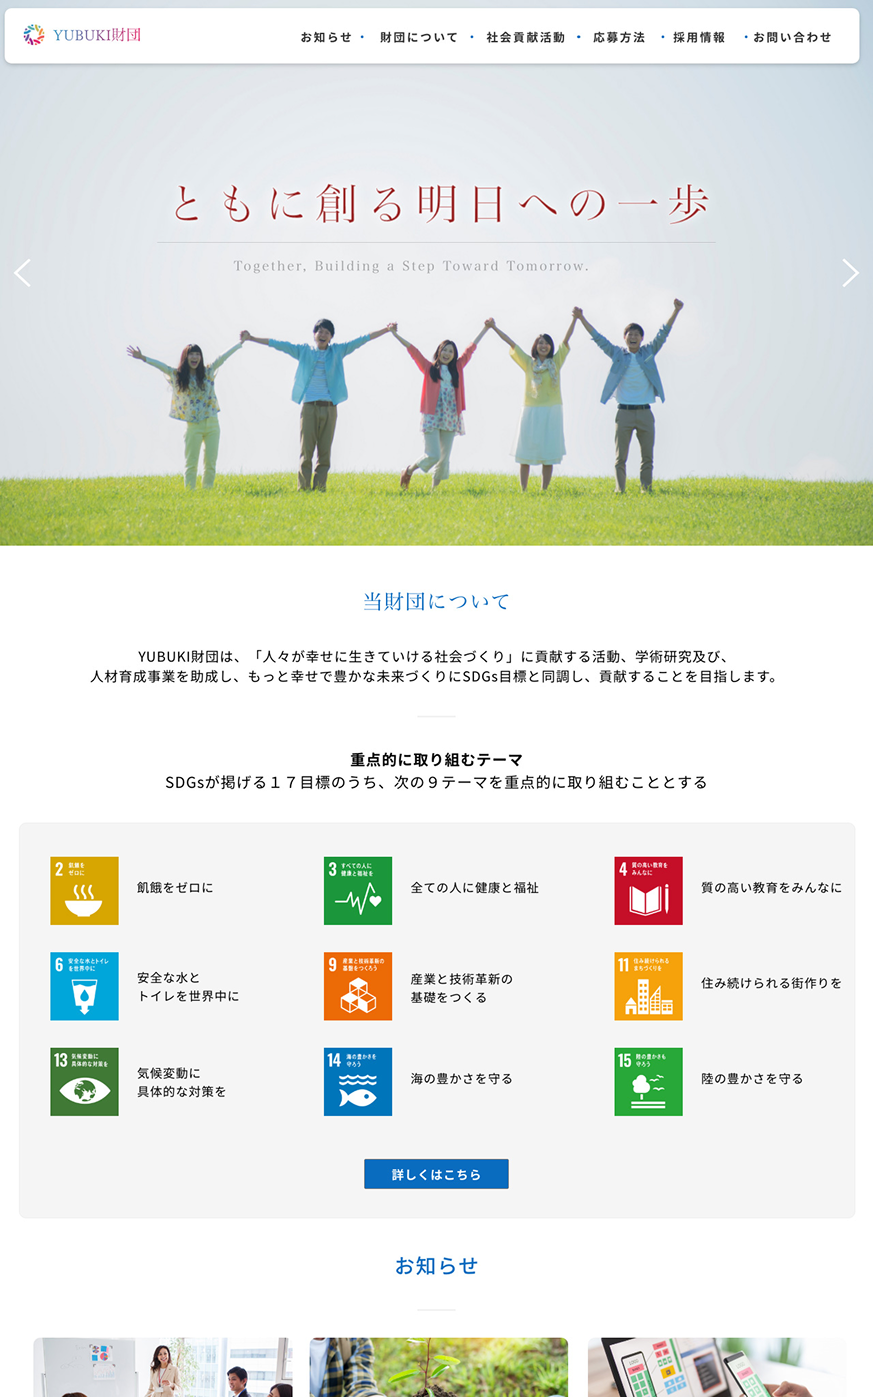 YUBUKI財団
お知らせ・ 財団について ・ 社会貢献活動 ・ 応募方法 ・採用情報 ・お問い合わせ
ともに創る明日への一歩
Together, Building a Step Toward Tomorrow.
当財団について
YUBUKI財団は、「人々が幸せに生きていける社会づくり」に貢献する活動、学術研究及び、
人材育成事業を助成し、もっと幸せで豊かな未来づくりにSDGs目標と同調し、貢献することを目指します。
重点的に取り組むテーマ
SDGsが掲げる１７目標のうち、次の９テーマを重点的に取り組むこととする
2 飢餓を
ゼロに
飢餓をゼロに
3 すべての人に
健康と福祉を
全ての人に健康と福祉
4 質の高い教育を
みんなに
質の高い教育をみんなに
6 安全な水とトイレ
を世界中に
安全な水と
トイレを世界中に
9 産業と技術革新の
基盤をつくろう
産業と技術革新の
基礎をつくる
11 住み続けられる
まちづくりを
住み続けられる街作りを
13 気候変動に
具体的な対策を
気候変動に
具体的な対策を
14 海の豊かさを
守ろう
海の豊かさを守る
15 陸の豊かさも
守ろう
陸の豊かさを守る
詳しくはこちら
お知らせ